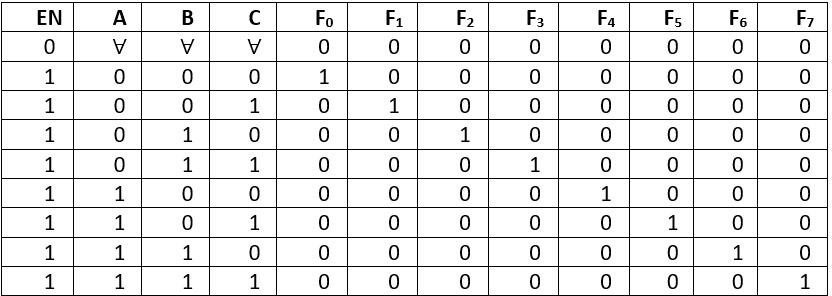 EN A B C F₀ F₁ F₂ F₃ F₄ F₅ F₆ F₇
0 ∀ ∀ ∀ 0 0 0 0 0 0 0 0
1 0 0 0 1 0 0 0 0 0 0 0
1 0 0 1 0 1 0 0 0 0 0 0
1 0 1 0 0 0 1 0 0 0 0 0
1 0 1 1 0 0 0 1 0 0 0 0
1 1 0 0 0 0 0 0 1 0 0 0
1 1 0 1 0 0 0 0 0 1 0 0
1 1 1 0 0 0 0 0 0 0 1 0
1 1 1 1 0 0 0 0 0 0 0 1